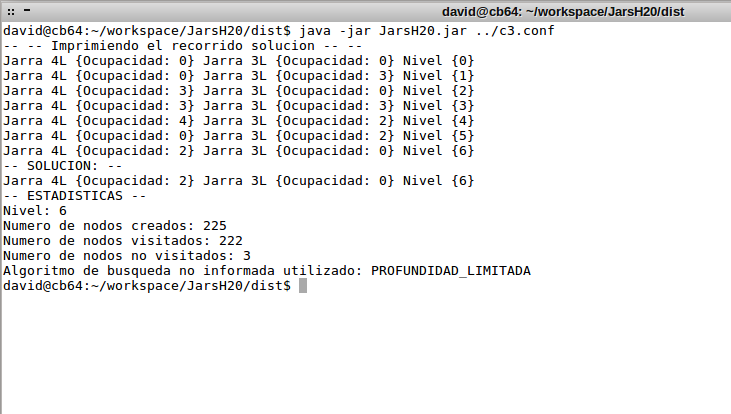 david@cb64: ~/workspace/JarsH20/dist
david@cb64:~/workspace/JarsH20/dist$ java -jar JarsH20.jar ../c3.conf
-- -- Imprimiendo el recorrido solucion -- --
Jarra 4L {Ocupacidad: 0} Jarra 3L {Ocupacidad: 0} Nivel {0}
Jarra 4L {Ocupacidad: 0} Jarra 3L {Ocupacidad: 3} Nivel {1}
Jarra 4L {Ocupacidad: 3} Jarra 3L {Ocupacidad: 0} Nivel {2}
Jarra 4L {Ocupacidad: 3} Jarra 3L {Ocupacidad: 3} Nivel {3}
Jarra 4L {Ocupacidad: 4} Jarra 3L {Ocupacidad: 2} Nivel {4}
Jarra 4L {Ocupacidad: 0} Jarra 3L {Ocupacidad: 2} Nivel {5}
Jarra 4L {Ocupacidad: 2} Jarra 3L {Ocupacidad: 0} Nivel {6}
-- SOLUCION: --
Jarra 4L {Ocupacidad: 2} Jarra 3L {Ocupacidad: 0} Nivel {6}
-- ESTADISTICAS --
Nivel: 6
Numero de nodos creados: 225
Numero de nodos visitados: 222
Numero de nodos no visitados: 3
Algoritmo de busqueda no informada utilizado: PROFUNDIDAD_LIMITADA
david@cb64:~/workspace/JarsH20/dist$